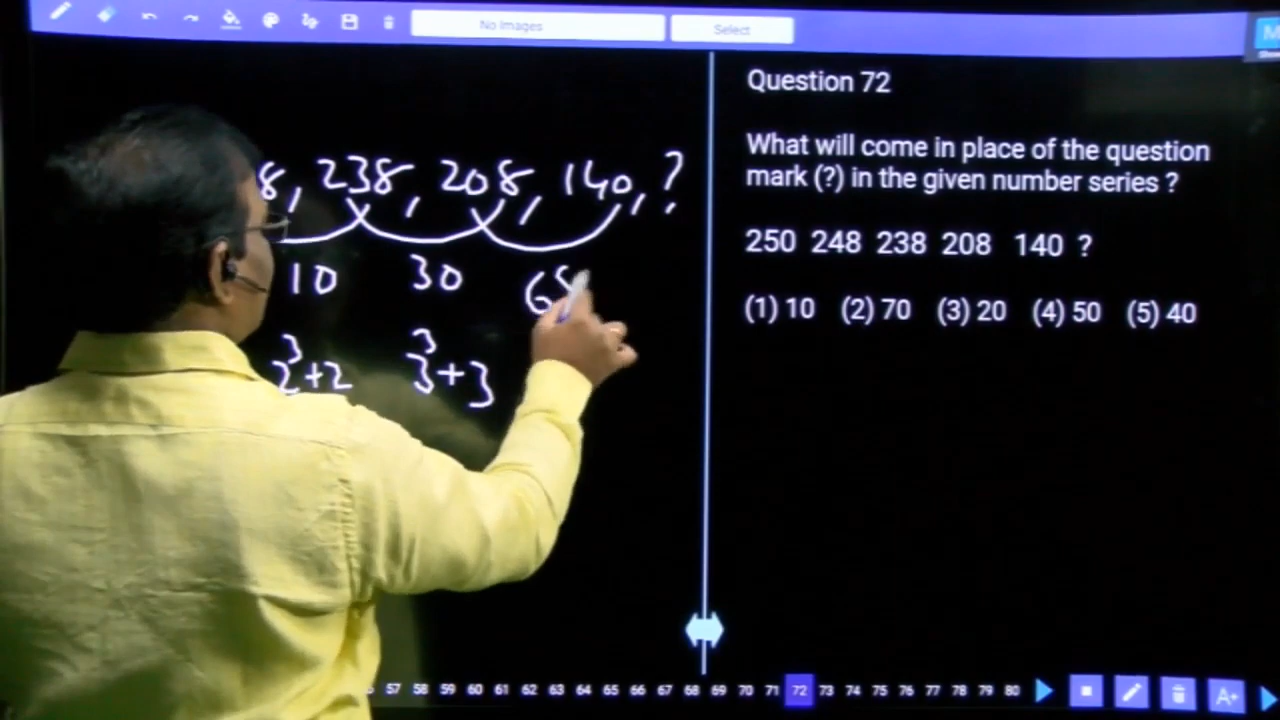 No Images
Select
Question 72
What will come in place of the question
mark (?) in the given number series ?
250 248 238 208 140 ?
(1) 10 (2) 70 (3) 20 (4) 50 (5) 40
8, 238, 208, 140, ?
10 30 68
2³+2 3³+3
57 58 59 60 61 62 63 64 65 66 67 68 69 70 71 72 73 74 75 76 77 78 79 80
A+